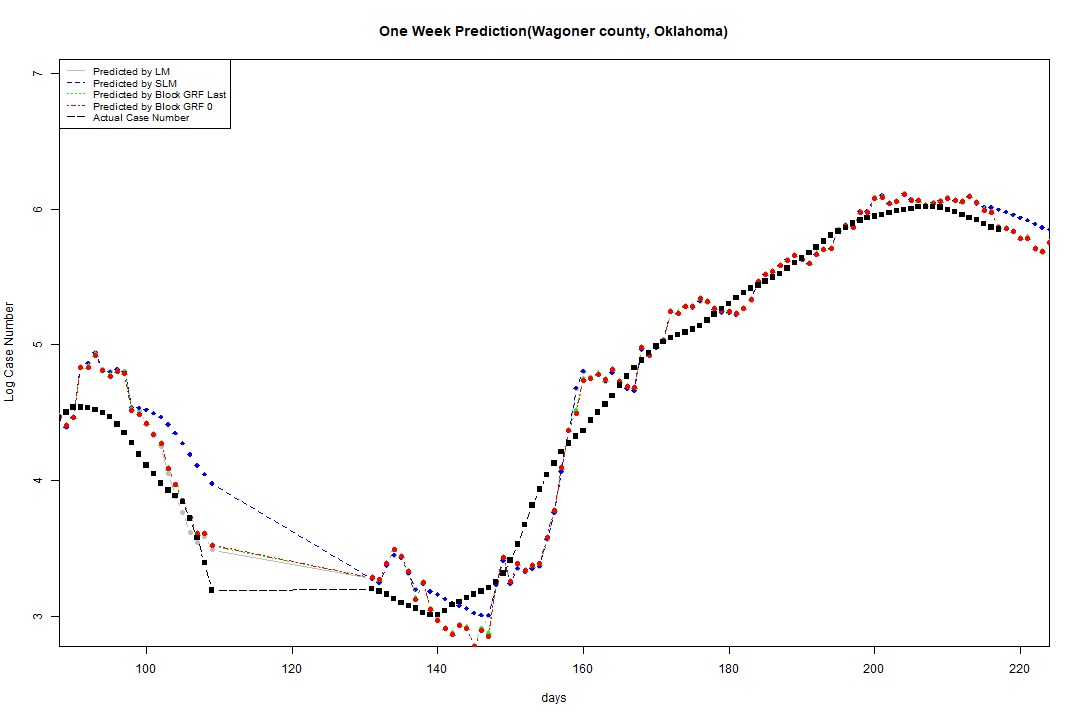 One Week Prediction(Wagoner county, Oklahoma)
Predicted by LM
Predicted by SLM
Predicted by Block GRF Last
Predicted by Block GRF 0
Actual Case Number
Log Case Number
7
6
5
4
3
100 120 140 160 180 200 220
days